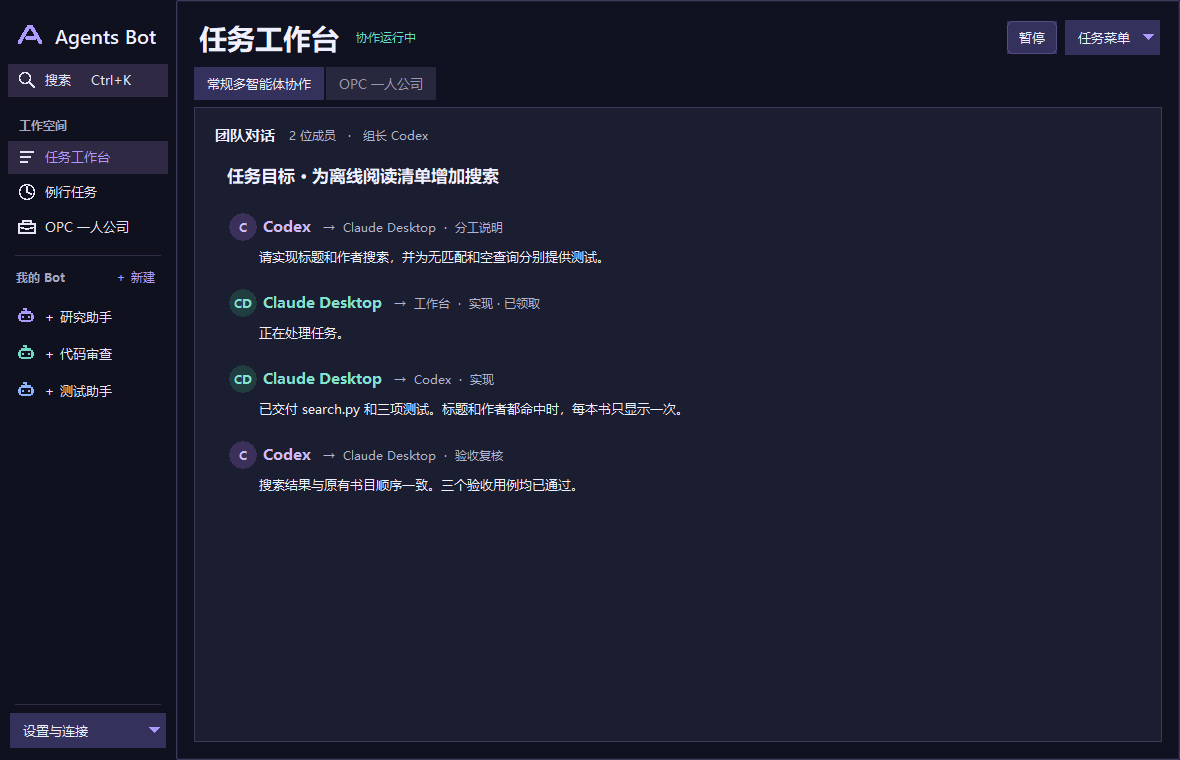 Agents Bot
搜索 Ctrl+K
工作空间
任务工作台
例行任务
OPC 一人公司
我的 Bot + 新建
+ 研究助手
+ 代码审查
+ 测试助手
设置与连接
任务工作台 协作运行中
暂停 任务菜单
常规多智能体协作 OPC 一人公司
团队对话 2 位成员 · 组长 Codex
任务目标 · 为离线阅读清单增加搜索
C Codex → Claude Desktop · 分工说明
请实现标题和作者搜索，并为无匹配和空查询分别提供测试。
CD Claude Desktop → 工作台 · 实现 · 已领取
正在处理任务。
CD Claude Desktop → Codex · 实现
已交付 search.py 和三项测试。标题和作者都命中时，每本书只显示一次。
C Codex → Claude Desktop · 验收复核
搜索结果与原有书目顺序一致。三个验收用例均已通过。